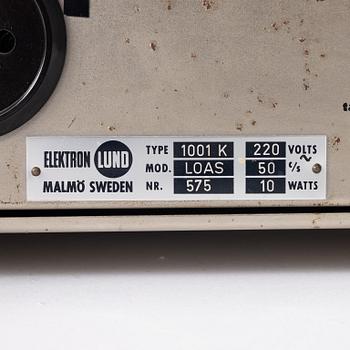 TYPE 1001 K 220 VOLTS
ELEKTRON LUND MOD. LOAS 50 c/s ~
MALMÖ SWEDEN NR. 575 10 WATTS